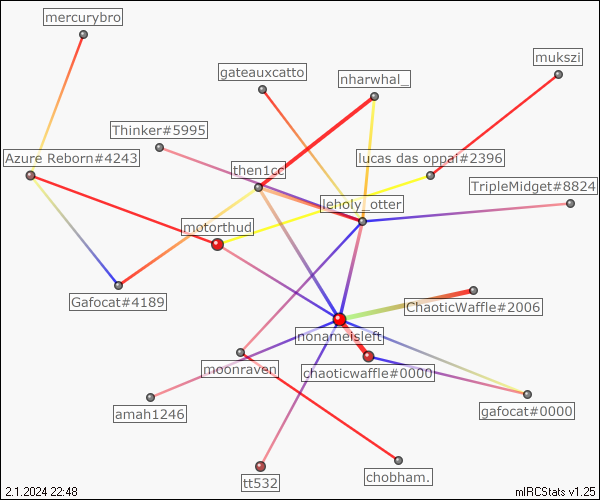 mercurybro
mukszi
gateauxcatto
nharwhal_
Thinker#5995
Azure Reborn#4243
lucas das oppai#2396
then1cc
TripleMidget#8824
leholy_otter
motorthud
Gafocat#4189
ChaoticWaffle#2006
nonameisleft
moonraven
chaoticwaffle#0000
amah1246
gafocat#0000
chobham.
tt532
2.1.2024 22:48
mIRCStats v1.25